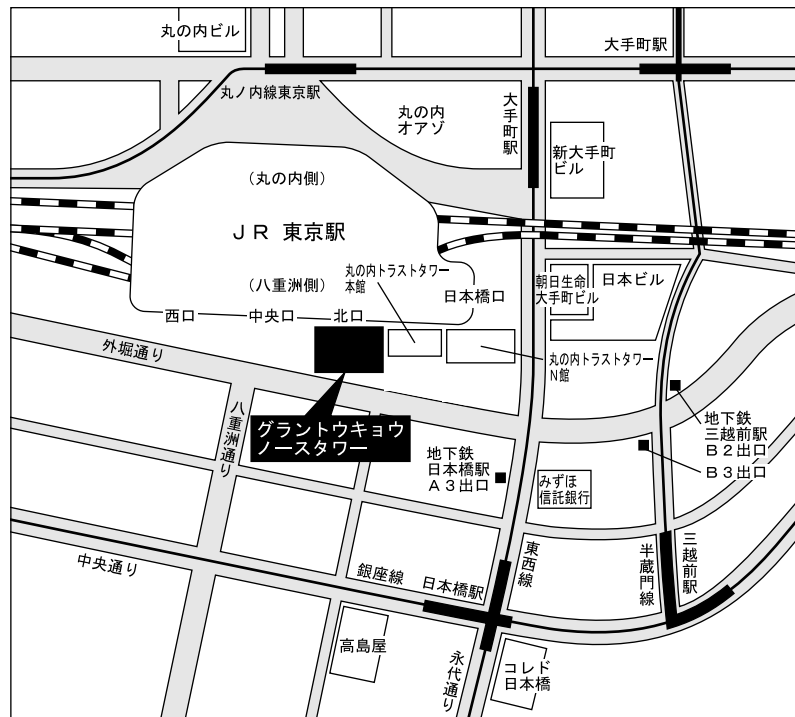 丸の内ビル
大手町駅
丸ノ内線東京駅
丸の内
オアゾ
大手町駅
新大手町
ビル
(丸の内側)
JR 東京駅
(八重洲側)
丸の内トラストタワー
本館
日本橋口
朝日生命
大手町ビル
日本ビル
西口
中央口
北口
外堀通り
丸の内トラストタワー
N館
八重洲通り
グラントウキョウ
ノースタワー
地下鉄
三越前駅
B2出口
B3出口
地下鉄
日本橋駅
A3出口
みずほ
信託銀行
中央通り
銀座線
日本橋駅
東西線
半蔵門線
三越前駅
高島屋
永代通り
コレド
日本橋